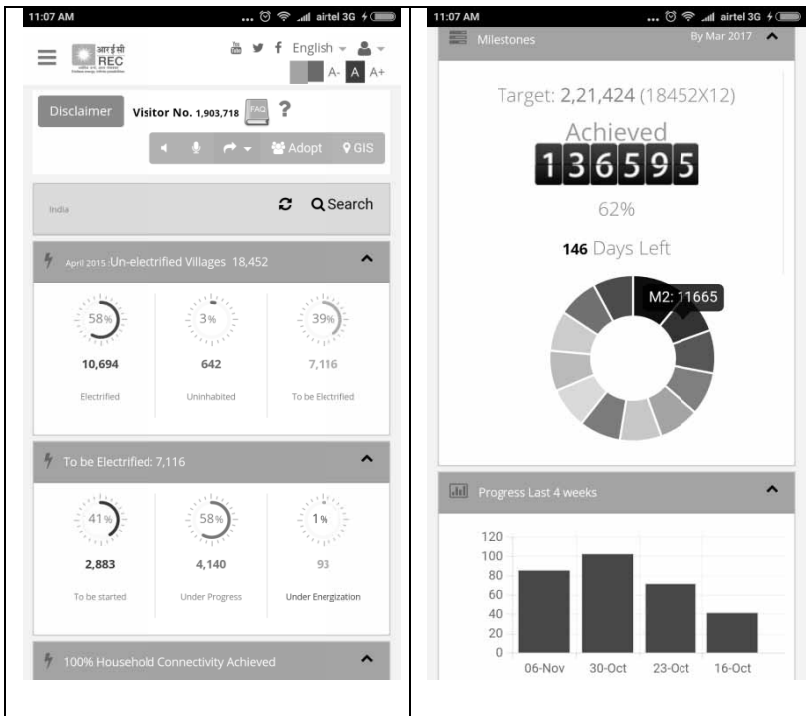 11:07 AM ... airtel 3G
आर ई सी
REC
English
A- A A+
Disclaimer Visitor No. 1,903,718 FAQ ?
Adopt GIS
India Search
April 2015 :Un-electrified Villages 18,452
58% 3% 39%
10,694 642 7,116
Electrified Uninhabited To be Electrified
To be Electrified: 7,116
41% 58% 1%
2,883 4,140 93
To be started Under Progress Under Energization
100% Household Connectivity Achieved
11:07 AM ... airtel 3G
Milestones By Mar 2017
Target: 2,21,424 (18452X12)
Achieved
136595
62%
146 Days Left
M2: 11665
Progress Last 4 weeks
120
100
80
60
40
20
0
06-Nov 30-Oct 23-Oct 16-Oct